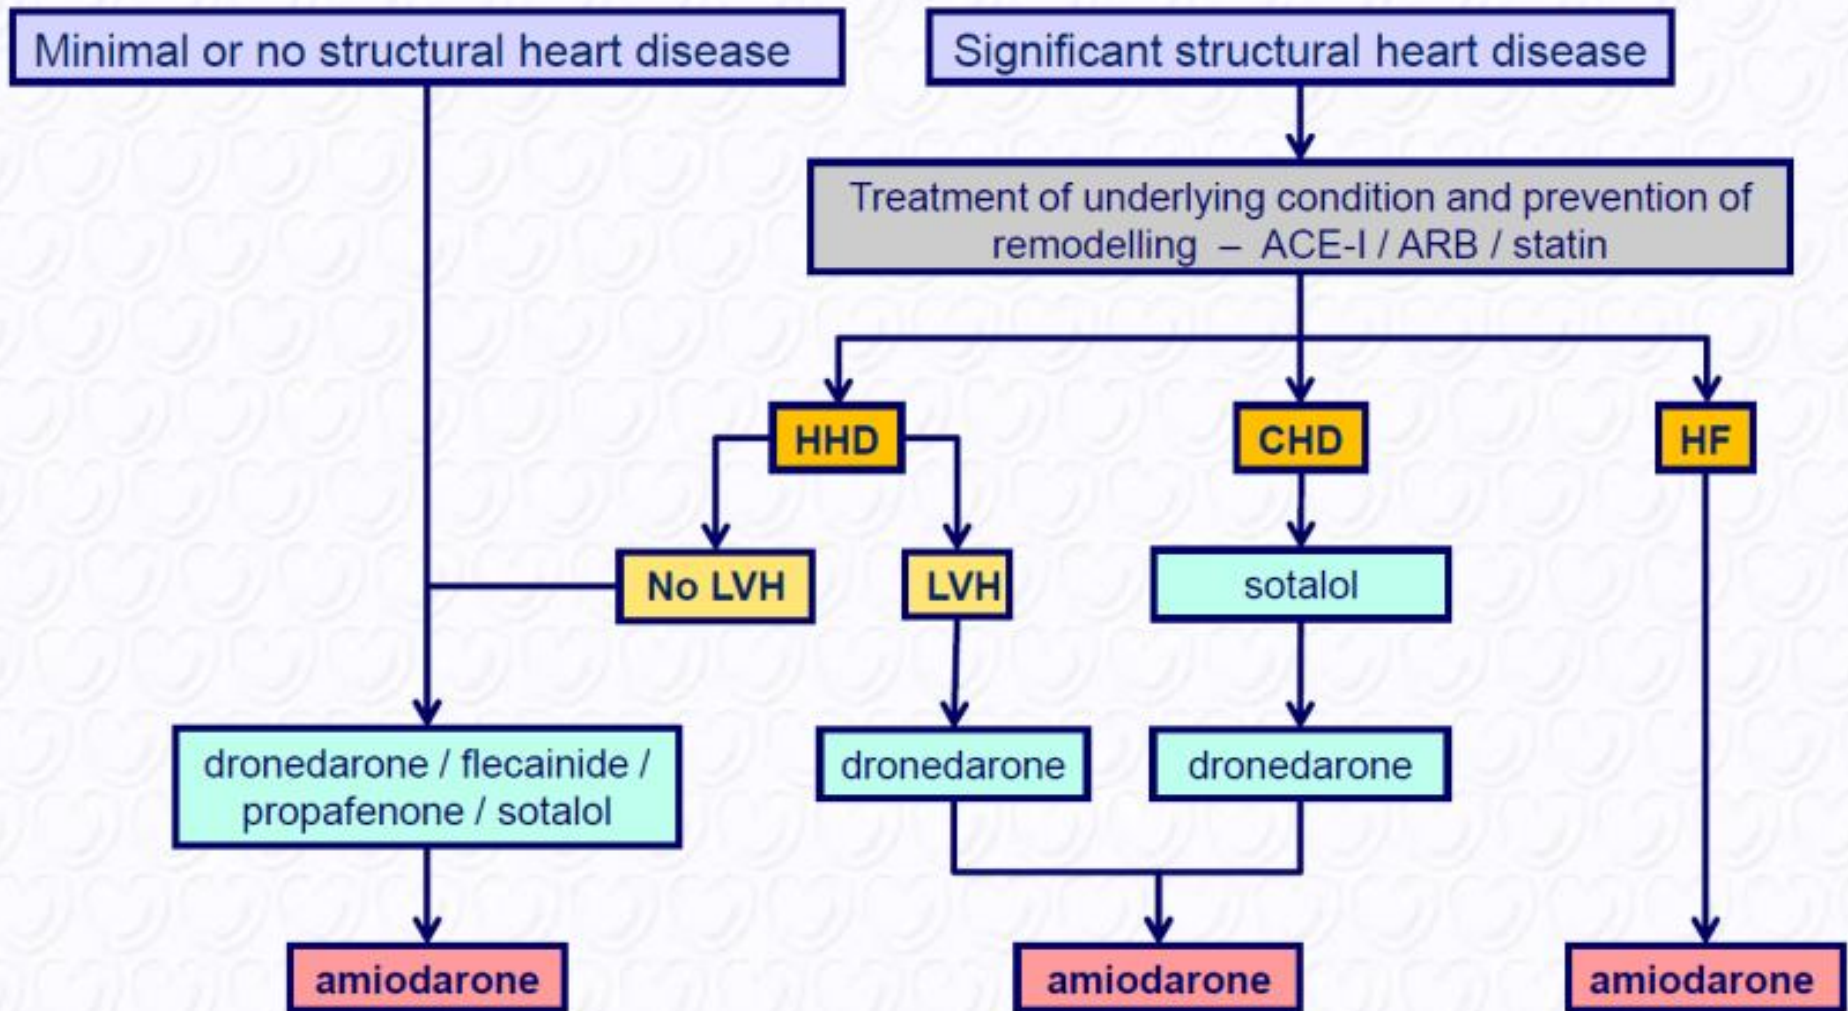 Minimal or no structural heart disease
Significant structural heart disease
Treatment of underlying condition and prevention of
remodelling – ACE-I / ARB / statin
HHD
CHD
HF
No LVH
LVH
sotalol
dronedarone / flecainide /
propafenone / sotalol
dronedarone
dronedarone
amiodarone
amiodarone
amiodarone